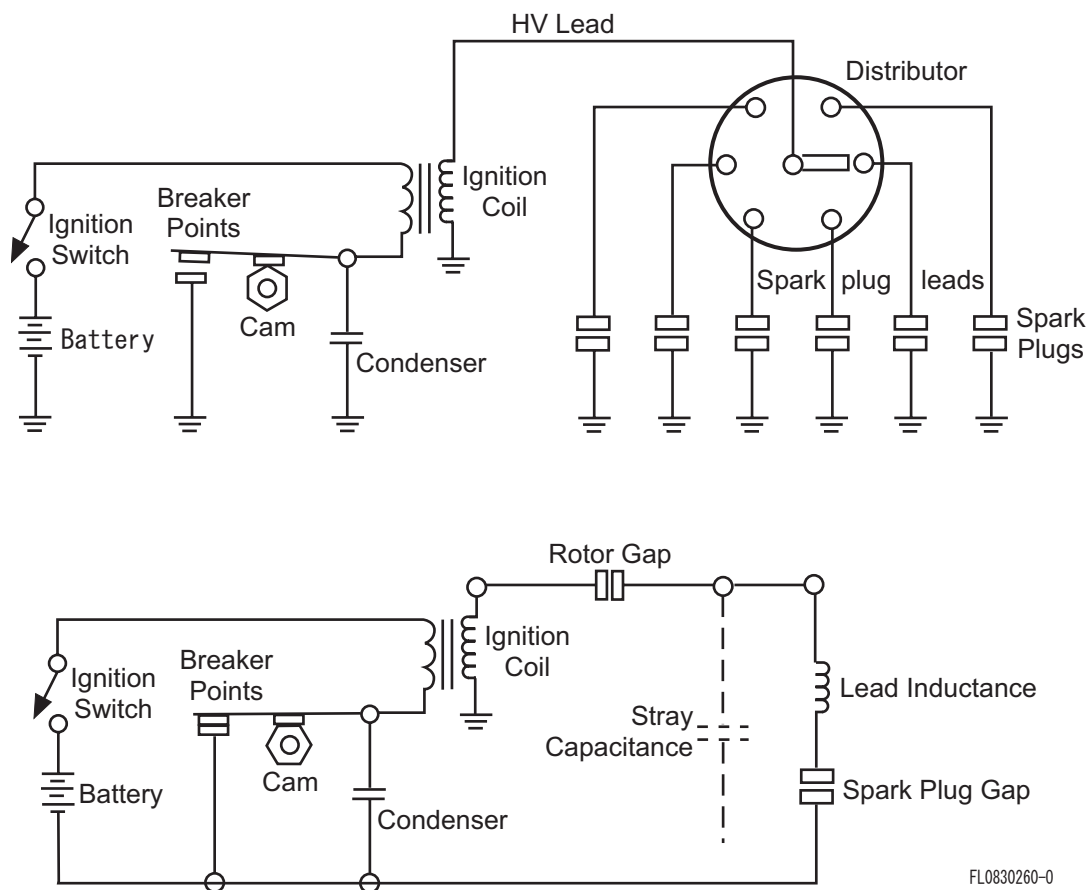 HV Lead
Distributor
Ignition
Coil
Breaker
Points
Ignition
Switch
Battery
Cam
Condenser
Spark plug leads
Spark
Plugs
Rotor Gap
Ignition
Coil
Breaker
Points
Ignition
Switch
Battery
Cam
Condenser
Stray
Capacitance
Lead Inductance
Spark Plug Gap
FL0830260-0